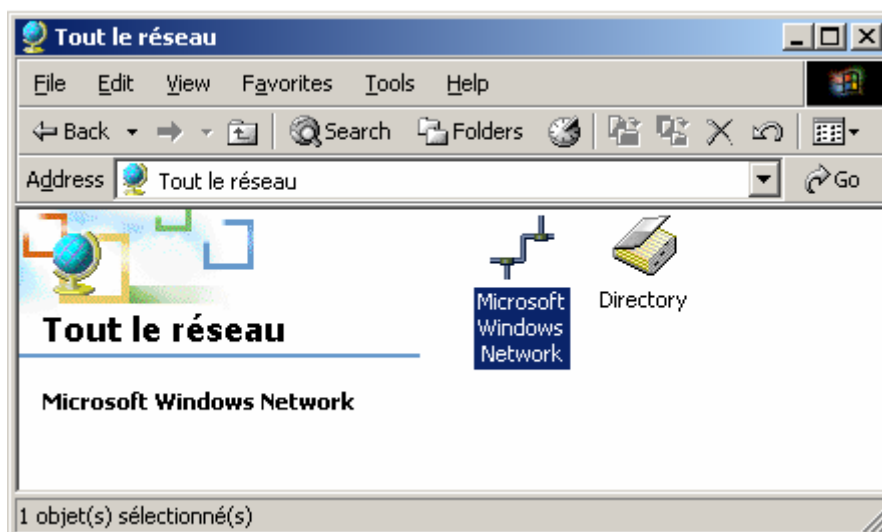 Tout le réseau
File Edit View Favorites Tools Help
Back Search Folders
Address Tout le réseau Go
Microsoft
Windows
Network
Directory
Tout le réseau
Microsoft Windows Network
1 objet(s) sélectionné(s)